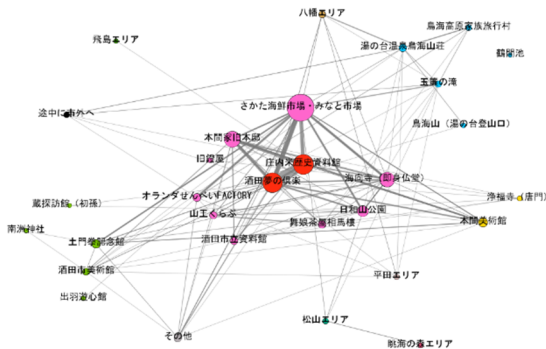 八幡エリア
鳥海高原家族旅行村
飛島エリア
湯の台温泉鳥海山荘
鶴間池
玉簾の滝
さかた海鮮市場・みなと市場
途中に市外へ
鳥海山（湯の台登山口）
本間家旧本邸
旧鐙屋
庄内米歴史資料館
酒田夢の倶楽
海向寺（即身仏堂）
オランダせんべいFACTORY
浄福寺（唐門）
蔵探訪館（初孫）
山王くらぶ
日和山公園
舞娘茶屋相馬樓
本間美術館
南洲神社
土門拳記念館
酒田市立資料館
酒田市美術館
平田エリア
出羽遊心館
松山エリア
その他
眺海の森エリア